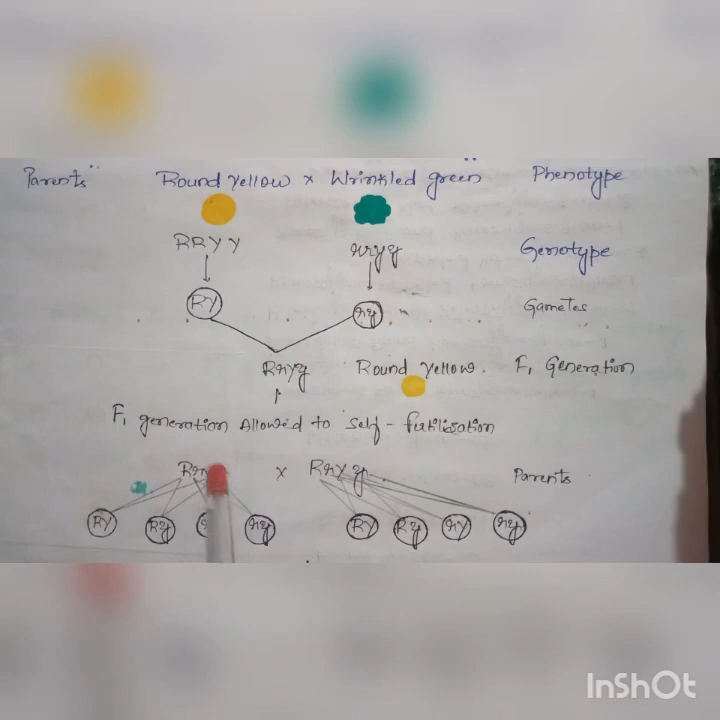 Parents Round Yellow × Wrinkled green Phenotype
RRYY rryy Genotype
RY ry Gametes
RrYy Round Yellow. F1 Generation
F1 generation Allowed to Self-Fertilisation
× RrYy Parents
RY Ry ry RY Ry rY ry
InShOt